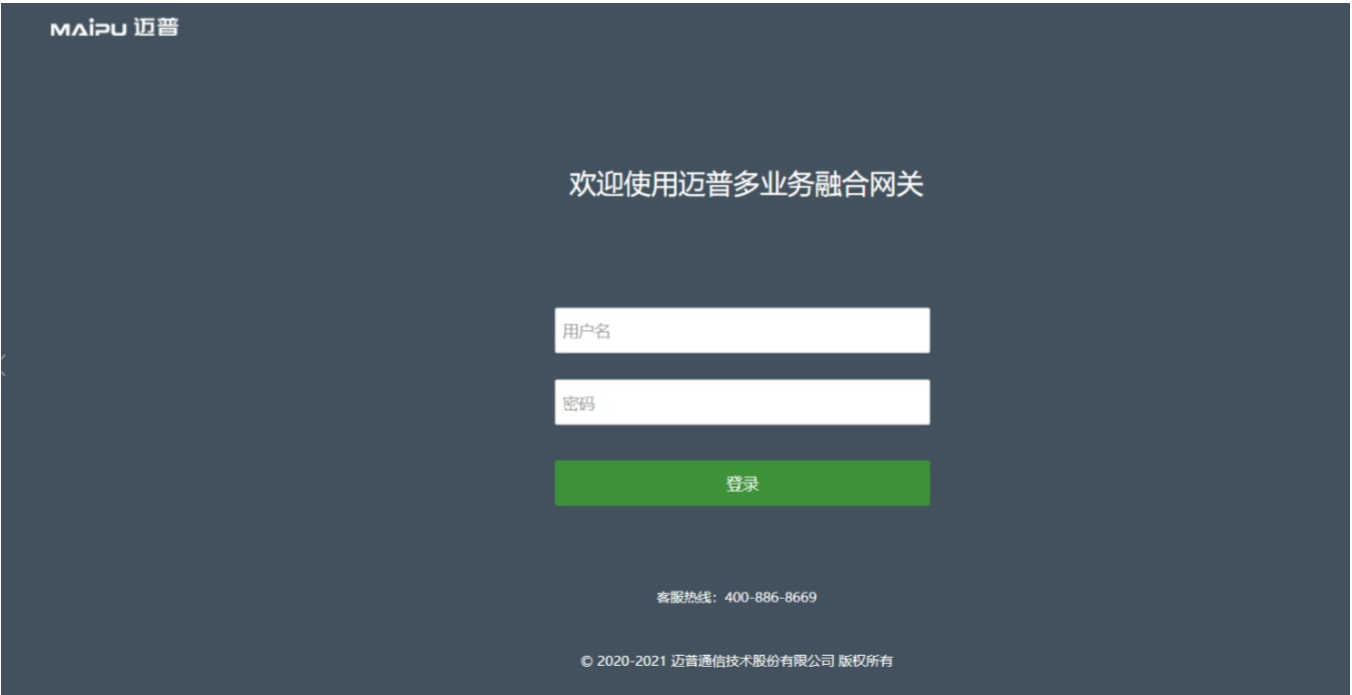 MAiPU 迈普
欢迎使用迈普多业务融合网关
用户名
密码
登录
客服热线：400-886-8669
© 2020-2021 迈普通信技术股份有限公司 版权所有